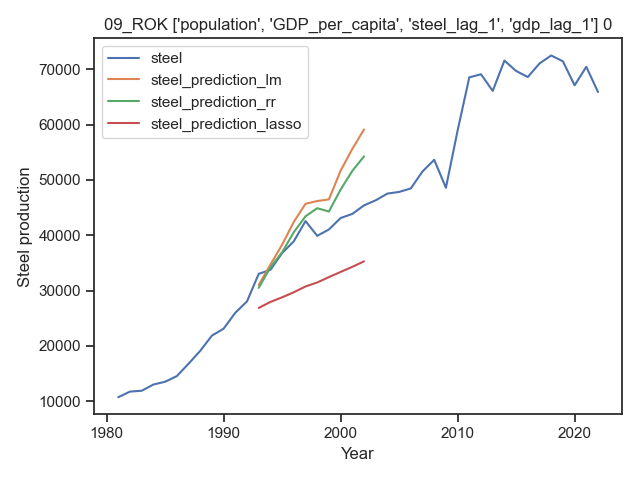 09_ROK ['population', 'GDP_per_capita', 'steel_lag_1', 'gdp_lag_1'] 0
steel
steel_prediction_lm
steel_prediction_rr
steel_prediction_lasso
70000
60000
50000
40000
30000
20000
10000
Steel production
1980
1990
2000
2010
2020
Year